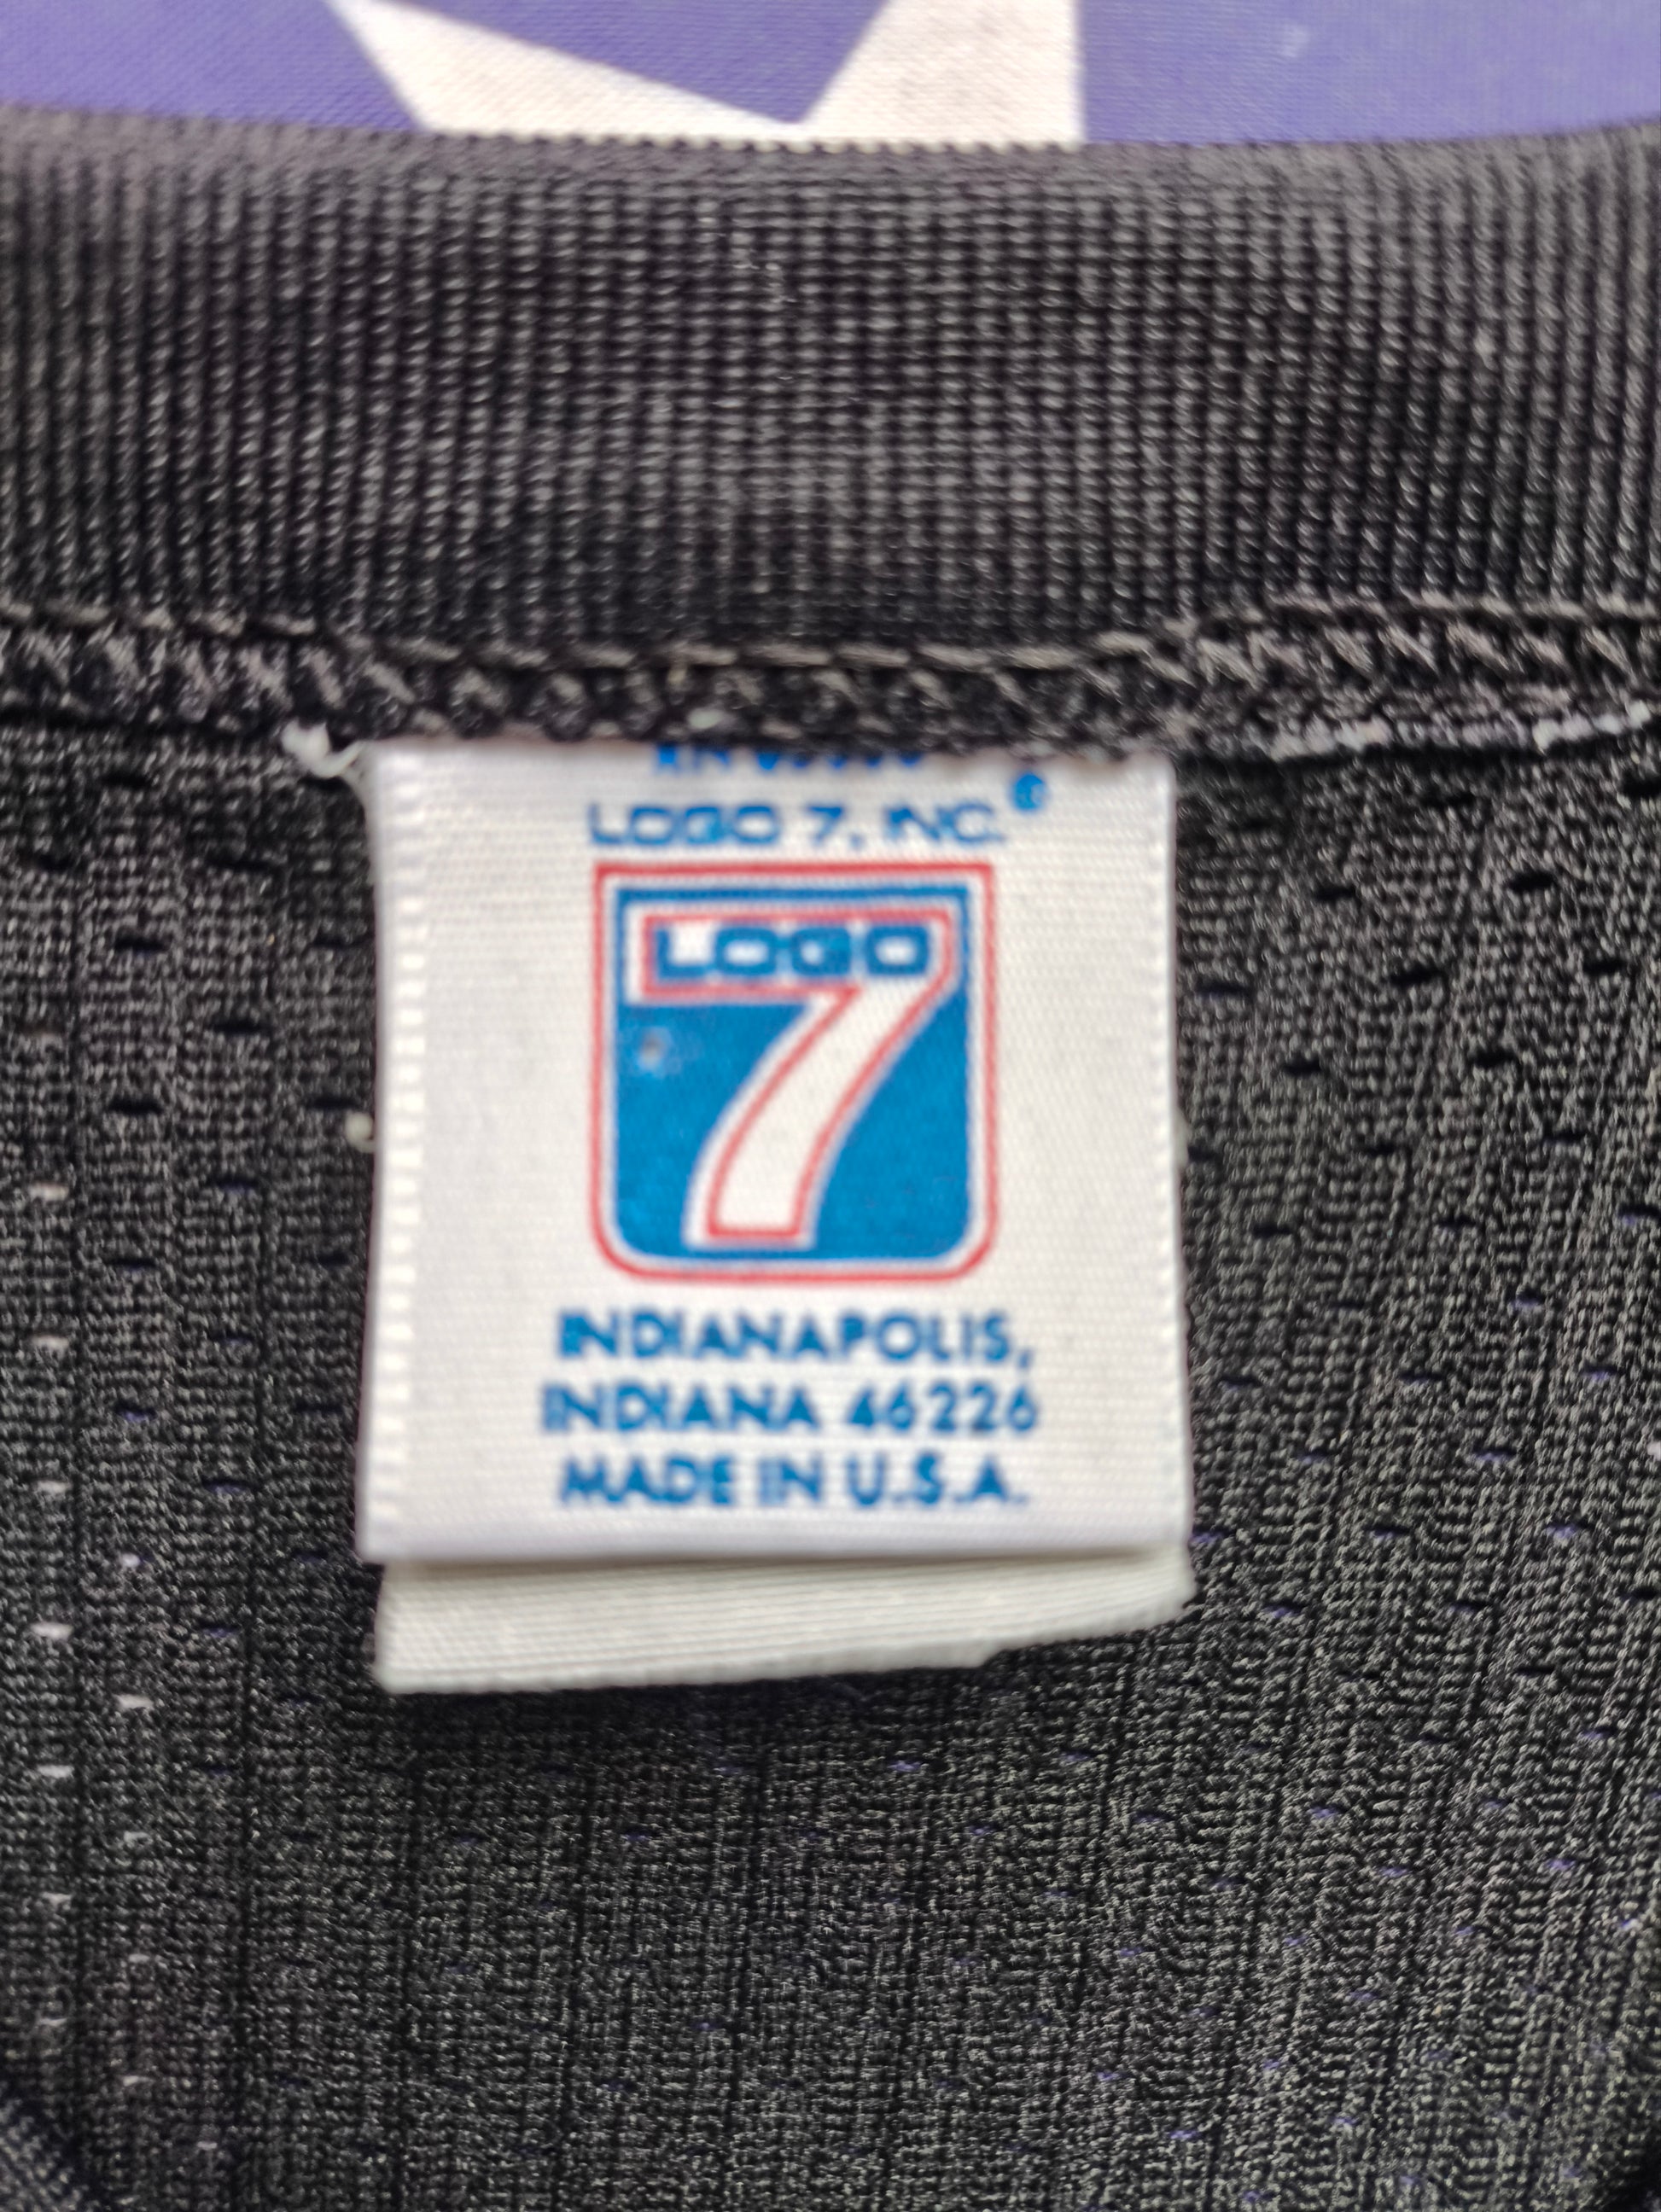 LOGO 7, INC.
LOGO
7
INDIANAPOLIS,
INDIANA 46226
MADE IN U.S.A.